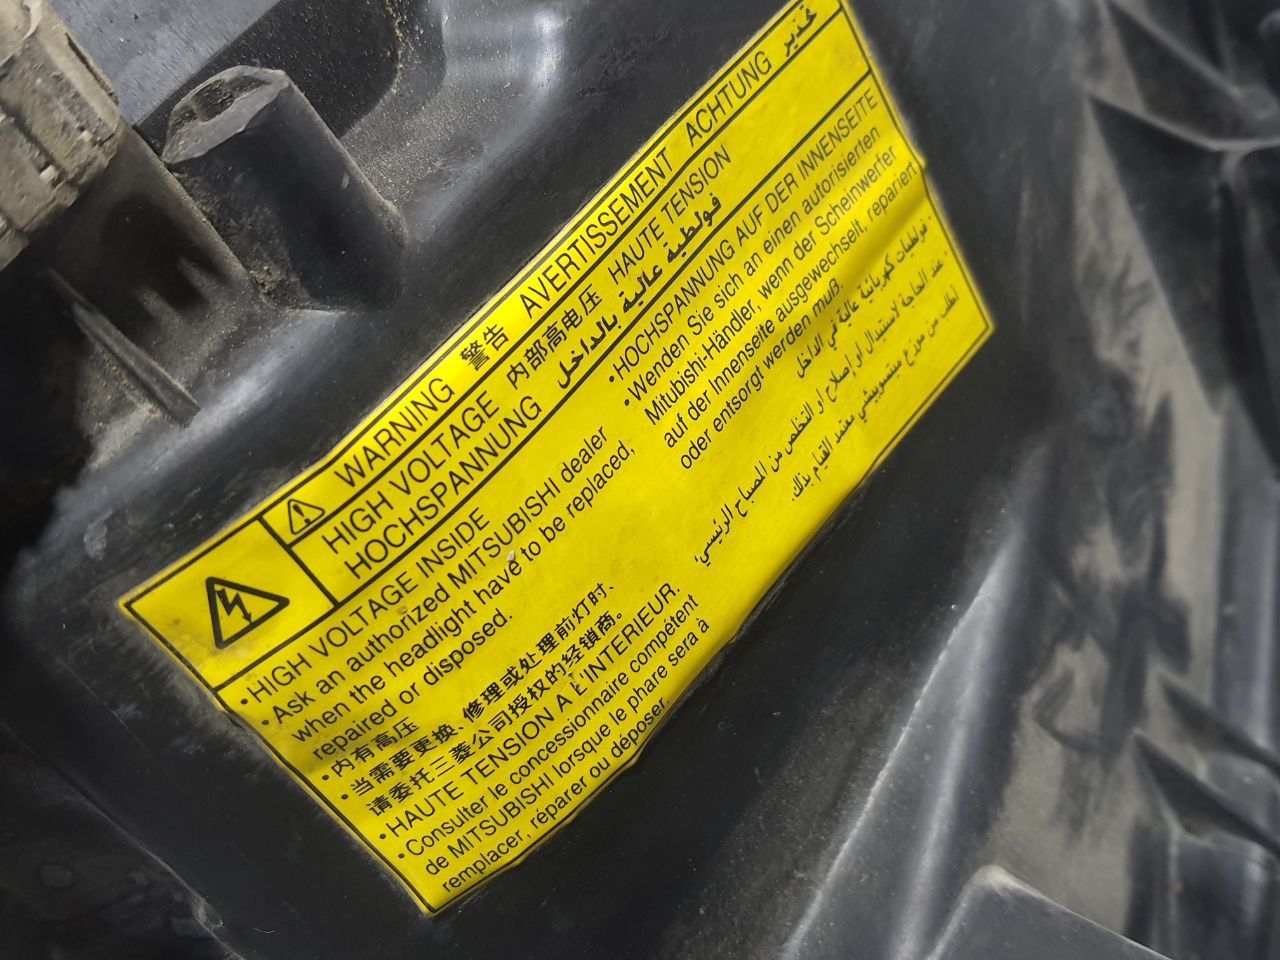 WARNING 警告 AVERTISSEMENT ACHTUNG تحذير
HIGH VOLTAGE 内部高电压 HAUTE TENSION
HOCHSPANNUNG فولطية عالية بالداخل
• HIGH VOLTAGE INSIDE
• Ask an authorized MITSUBISHI dealer
when the headlight have to be replaced,
repaired or disposed.
• 内有高压
• 当需要更换、修理或处理前灯时、
请委托三菱公司授权的经销商。
• HAUTE TENSION A L'INTERIEUR.
• Consulter le concessionnaire compétent
de MITSUBISHI lorsque le phare sera à
remplacer, réparer ou déposer.
• HOCHSPANNUNG AUF DER INNENSEITE
• Wenden Sie sich an einen autorisierten
Mitubishi-Händler, wenn der Scheinwerfer
auf der Innenseite ausgewechselt, repariert
oder entsorgt werden muß.
• فولطيات كهربائية عالية في الداخل
• عند الحاجة لاستبدال او إصلاح او التخلص من المصباح الرئيسي،
اطلب من موزع ميتسوبيشي معتمد القيام بذلك.